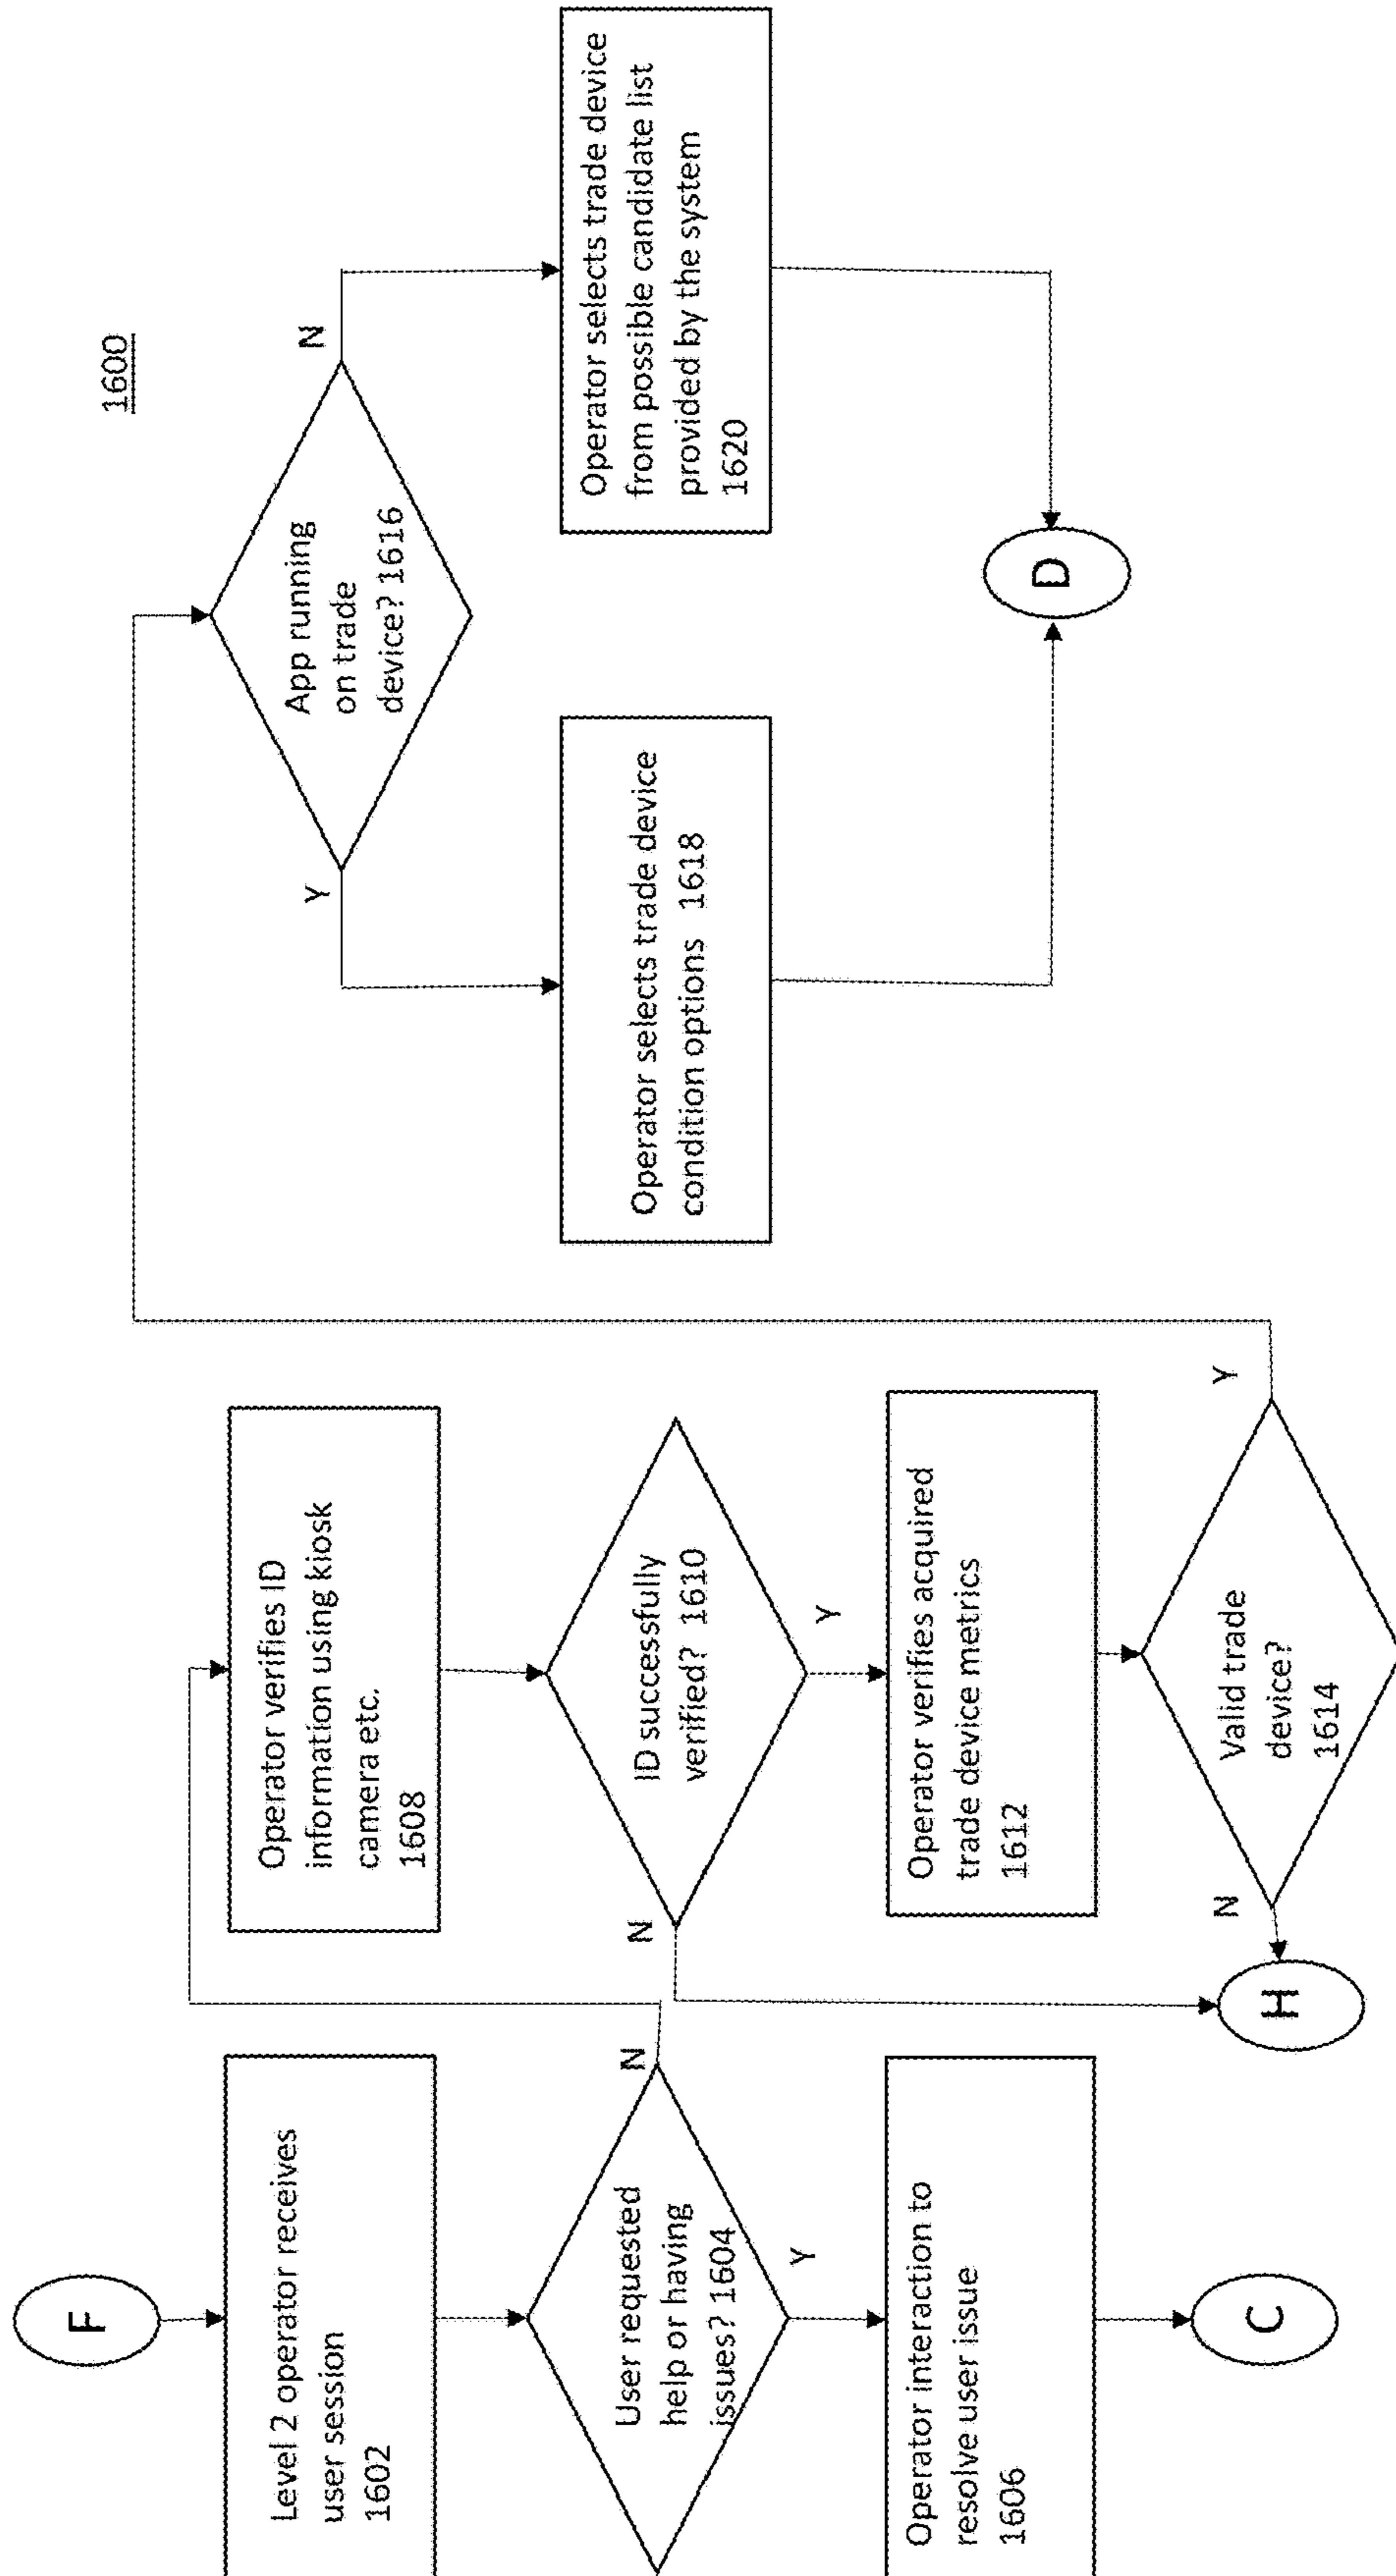 1600
F
Level 2 operator receives
user session
1602
User requested
help or having
issues? 1604
N
Y
Operator interaction to
resolve user issue
1606
C
Operator verifies ID
information using kiosk
camera etc.
1608
ID successfully
verified? 1610
N
Y
Operator verifies acquired
trade device metrics
1612
Valid trade
device?
1614
N
Y
H
App running
on trade
device? 1616
Y
N
Operator selects trade device
condition options 1618
Operator selects trade device
from possible candidate list
provided by the system
1620
D